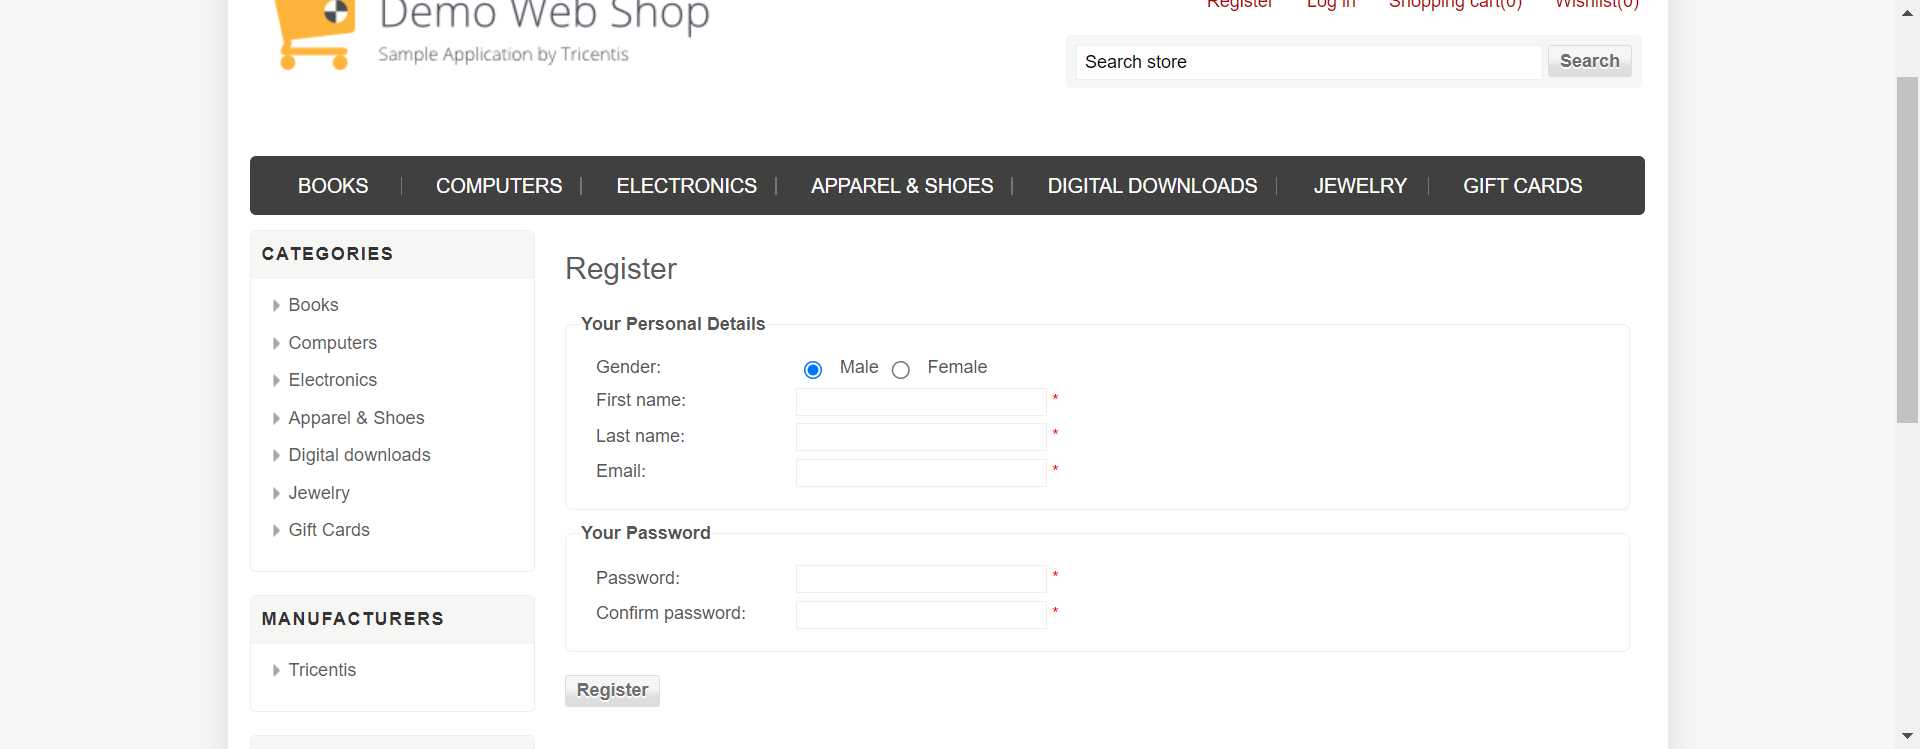 Demo Web Shop
Sample Application by Tricentis
Register Log in Shopping cart(0) Wishlist(0)
Search store Search
BOOKS COMPUTERS ELECTRONICS APPAREL & SHOES DIGITAL DOWNLOADS JEWELRY GIFT CARDS
CATEGORIES
Books
Computers
Electronics
Apparel & Shoes
Digital downloads
Jewelry
Gift Cards
MANUFACTURERS
Tricentis
Register
Your Personal Details
Gender: Male Female
First name: *
Last name: *
Email: *
Your Password
Password: *
Confirm password: *
Register